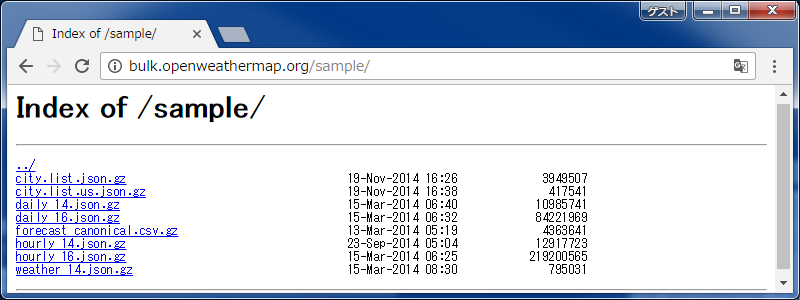 ゲスト
Index of /sample/
bulk.openweathermap.org/sample/
Index of /sample/
../
city.list.json.gz 19-Nov-2014 16:26 3949507
city.list.us.json.gz 19-Nov-2014 16:38 417541
daily_14.json.gz 15-Mar-2014 06:40 10985741
daily_16.json.gz 15-Mar-2014 06:32 84221969
forecast_canonical.csv.gz 13-Mar-2014 05:19 4363641
hourly_14.json.gz 23-Sep-2014 05:04 12917723
hourly_16.json.gz 15-Mar-2014 06:25 219200565
weather_14.json.gz 15-Mar-2014 08:30 795031